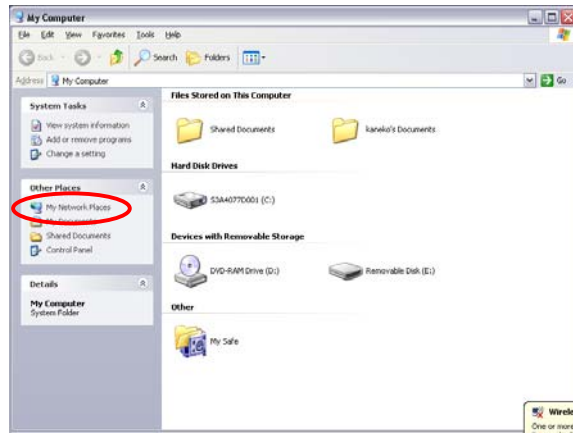 My Computer
File Edit View Favorites Tools Help
Back Search Folders
Address My Computer Go
System Tasks
View system information
Add or remove programs
Change a setting
Other Places
My Network Places
My Documents
Shared Documents
Control Panel
Details
My Computer
System Folder
Files Stored on This Computer
Shared Documents
kaneko's Documents
Hard Disk Drives
S3A4077D001 (C:)
Devices with Removable Storage
DVD-RAM Drive (D:)
Removable Disk (E:)
Other
My Safe
Wirele
One or more